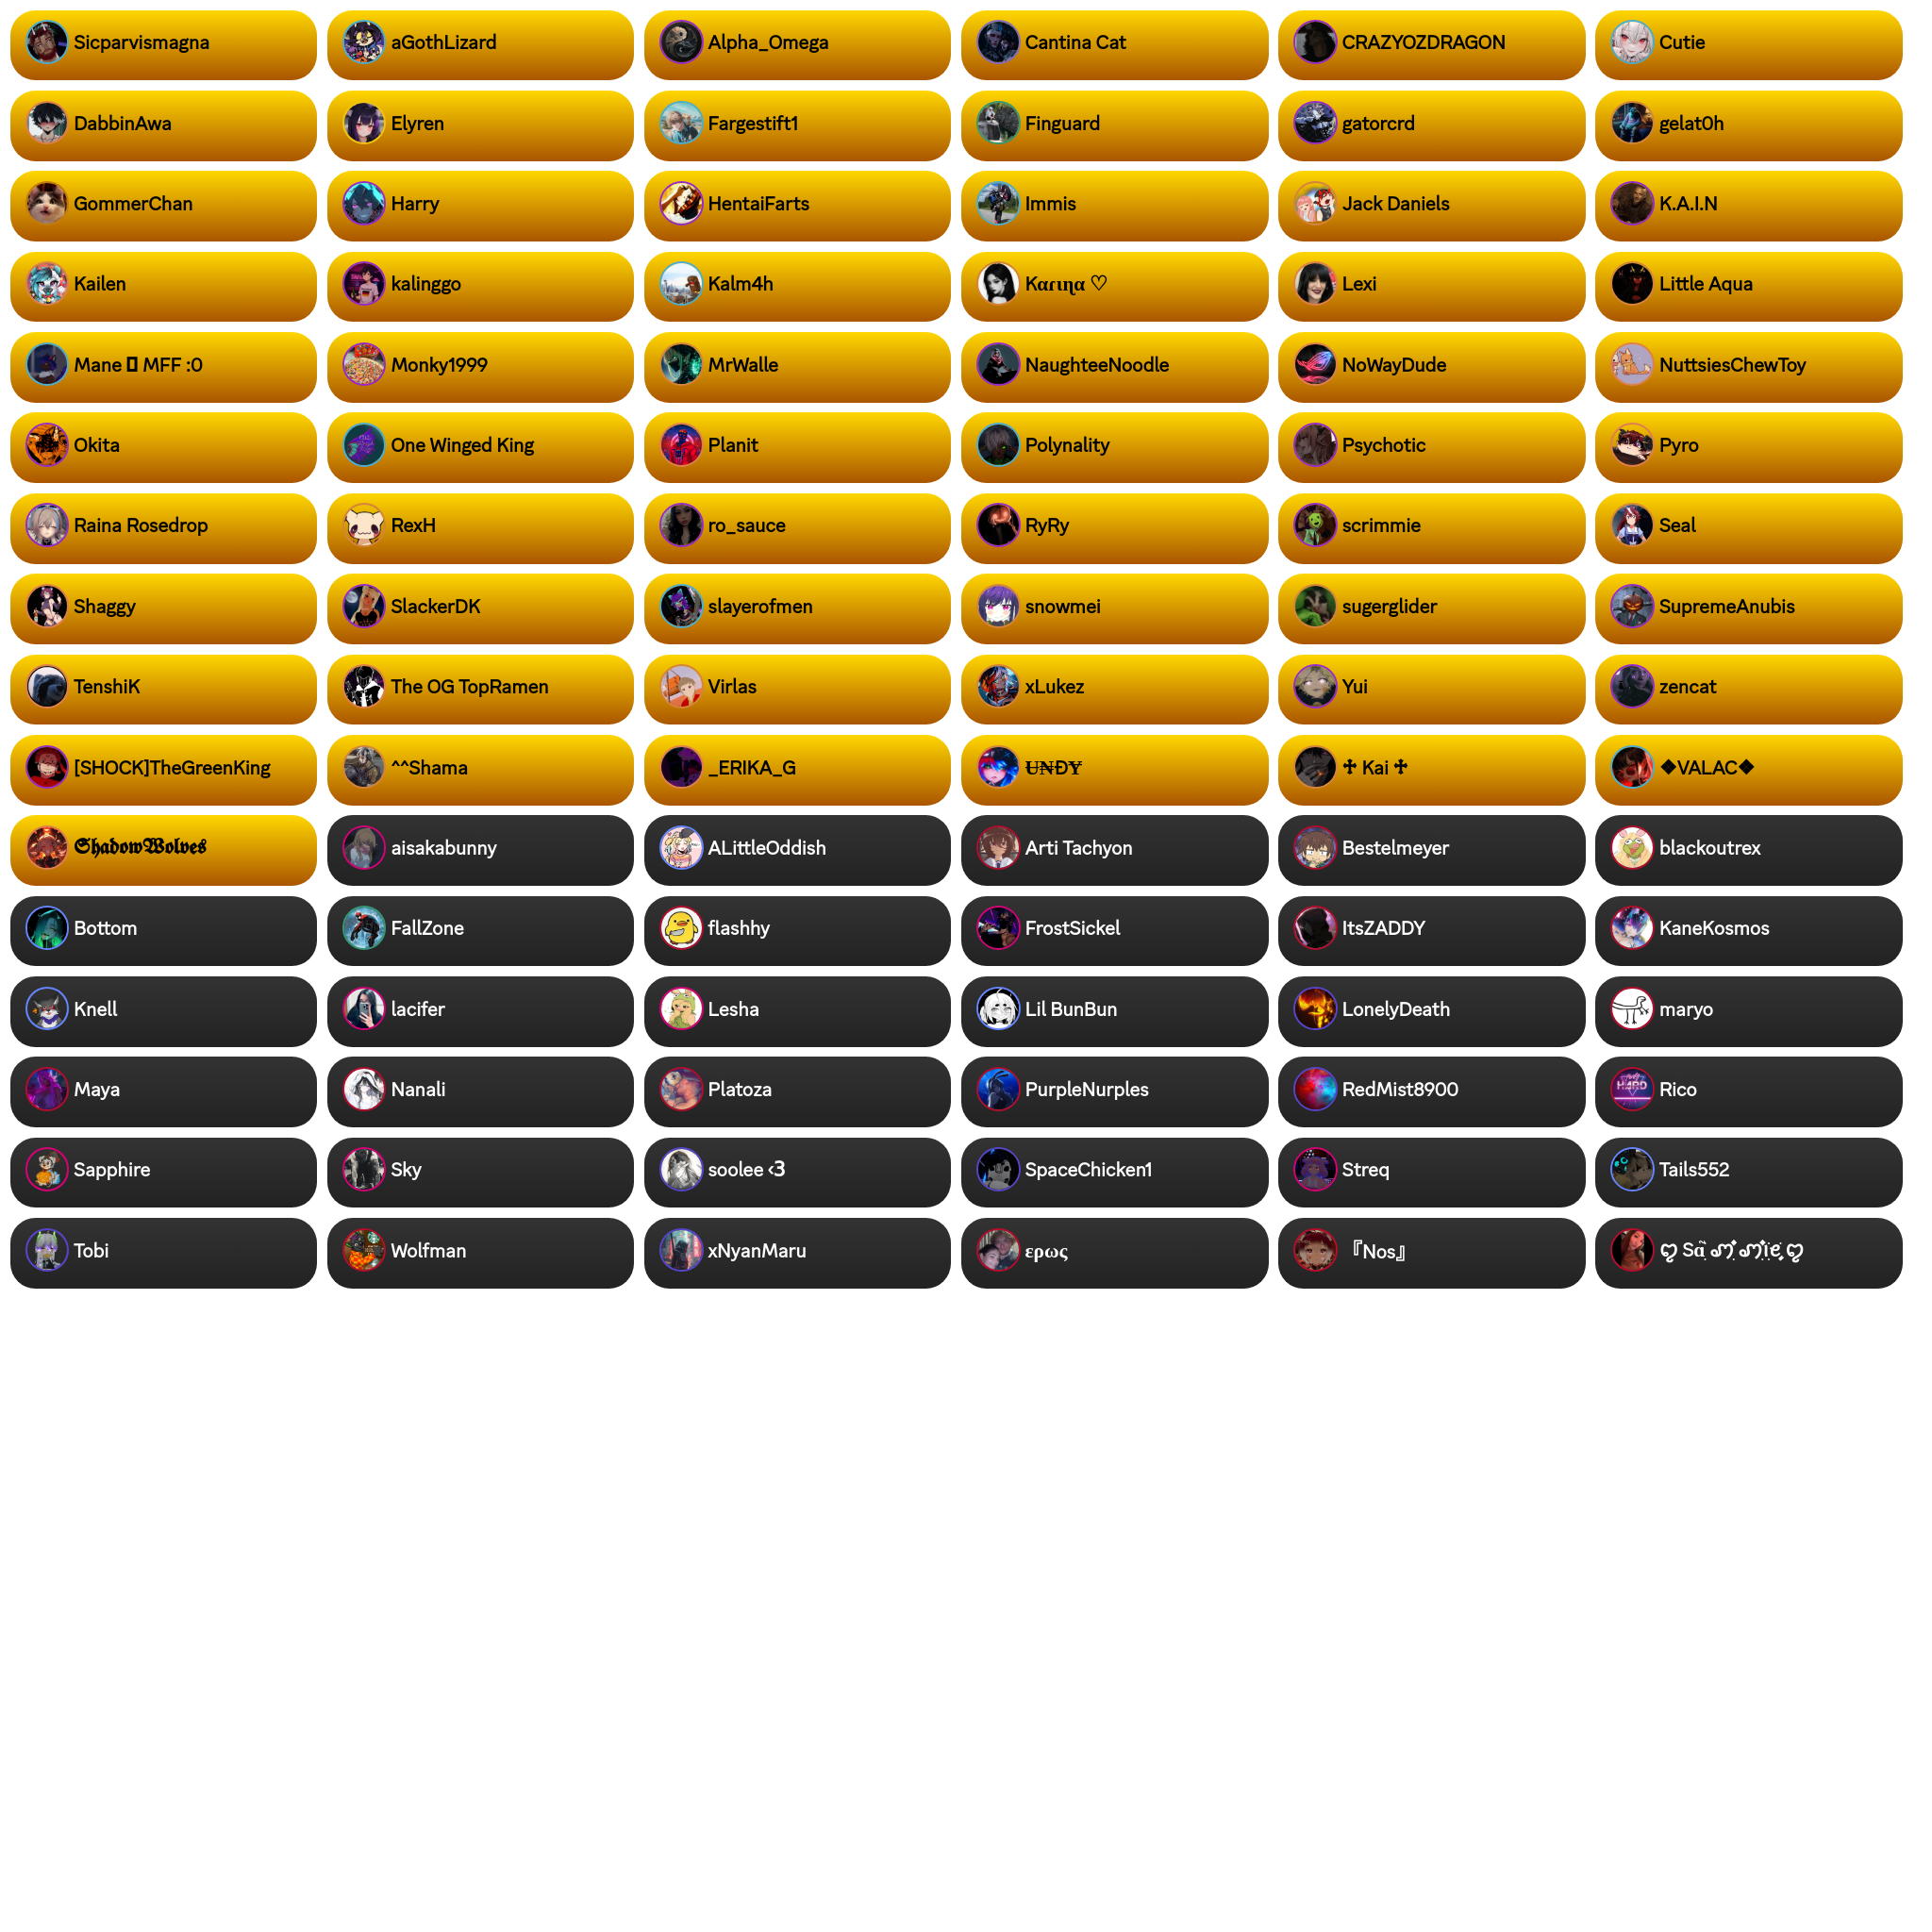 Sicparvismagna
aGothLizard
Alpha_Omega
Cantina Cat
CRAZYOZDRAGON
Cutie
DabbinAwa
Elyren
Fargestift1
Finguard
gatorcrd
gelat0h
GommerChan
Harry
HentaiFarts
Immis
Jack Daniels
K.A.I.N
Kailen
kalinggo
Kalm4h
Kαɾιɳα ♡
Lexi
Little Aqua
Mane ▯ MFF :0
Monky1999
MrWalle
NaughteeNoodle
NoWayDude
NuttsiesChewToy
Okita
One Winged King
Planit
Polynality
Psychotic
Pyro
Raina Rosedrop
RexH
ro_sauce
RyRy
scrimmie
Seal
Shaggy
SlackerDK
slayerofmen
snowmei
sugerglider
SupremeAnubis
TenshiK
The OG TopRamen
Virlas
xLukez
Yui
zencat
[SHOCK]TheGreenKing
^^Shama
_ERIKA_G
Ʉ₦ĐɎ
♱ Kai ♱
❖VALAC❖
𝕾𝖍𝖆𝖉𝖔𝖜𝖂𝖔𝖑𝖛𝖊𝖘
aisakabunny
ALittleOddish
Arti Tachyon
Bestelmeyer
blackoutrex
Bottom
FallZone
flashhy
FrostSickel
ItsZADDY
KaneKosmos
Knell
lacifer
Lesha
Lil BunBun
LonelyDeath
maryo
Maya
Nanali
Platoza
PurpleNurples
RedMist8900
HARD
Rico
Sapphire
Sky
soolee <3
SpaceChicken1
Streq
Tails552
Tobi
Wolfman
xNyanMaru
ερως
『Nos』